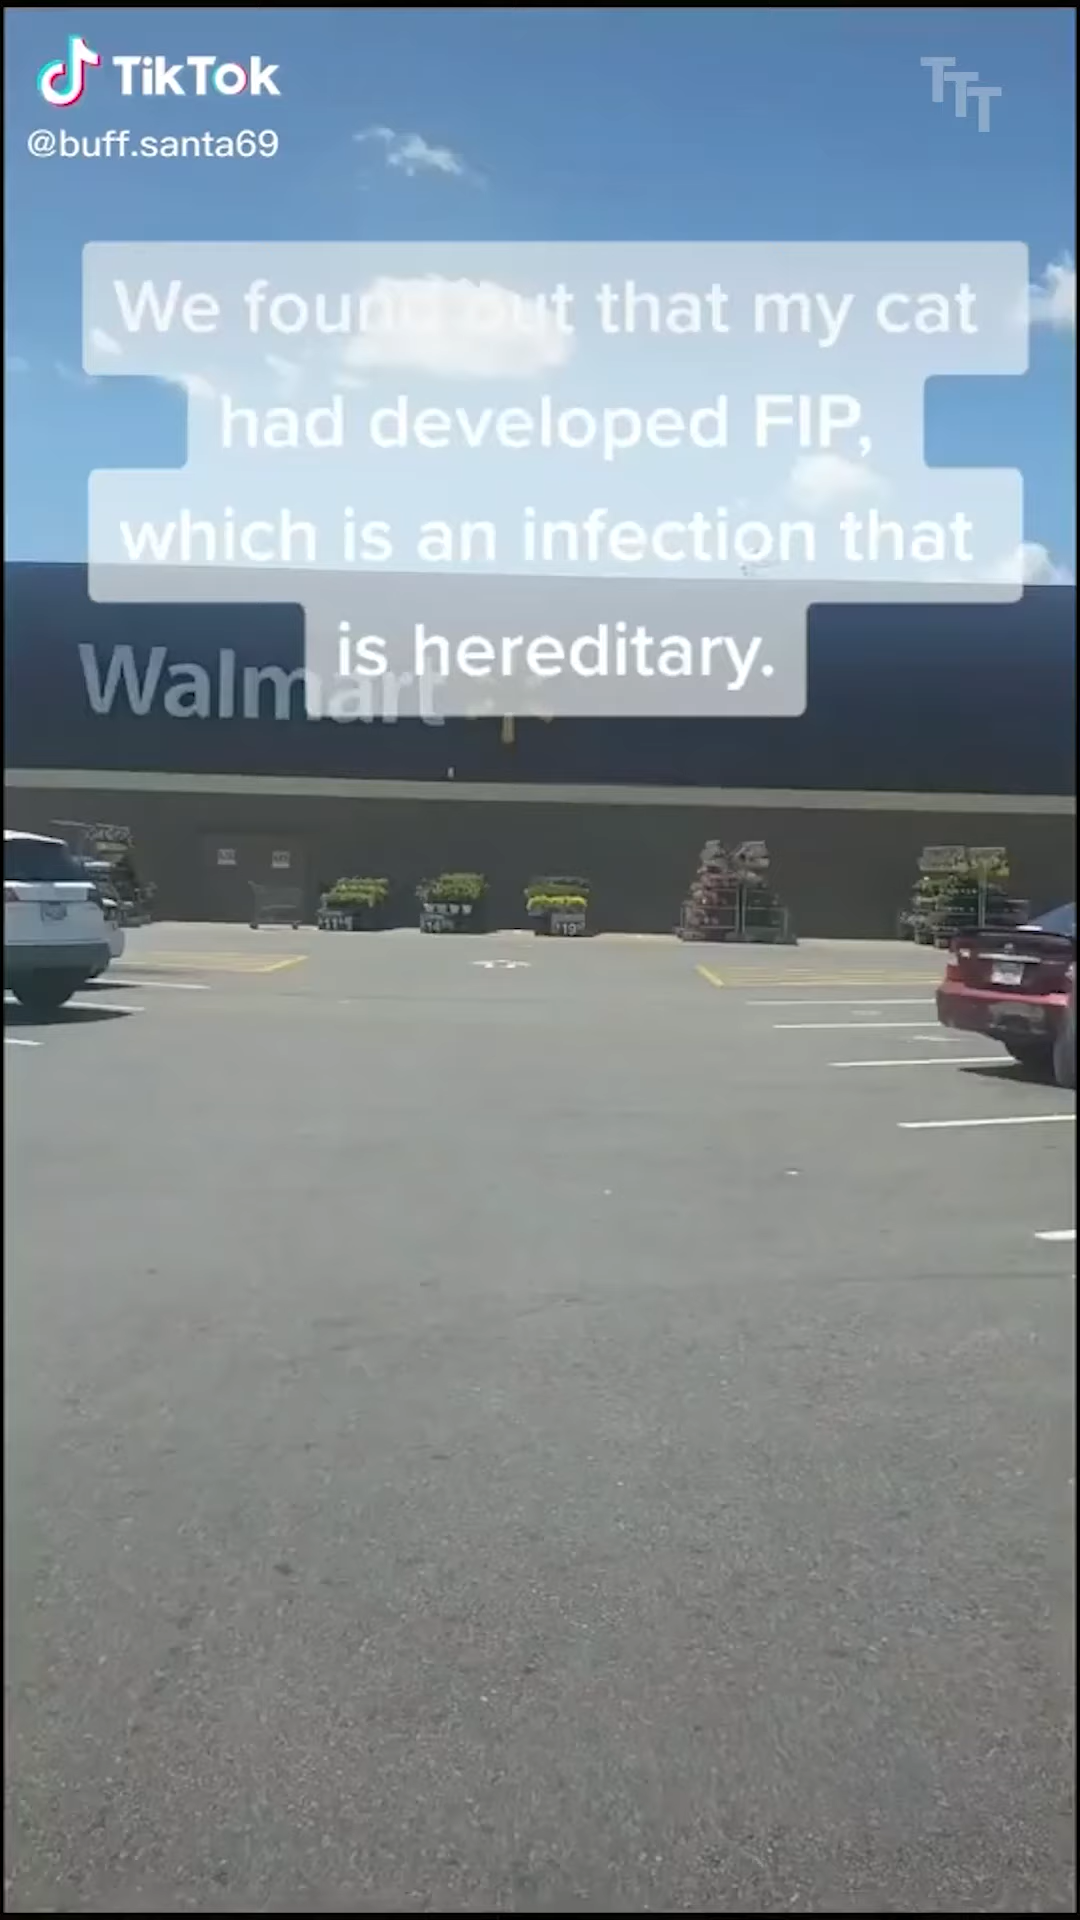 TikTok
TTT
@buff.santa69
We found out that my cat
had developed FIP,
which is an infection that
is hereditary.
Walmart